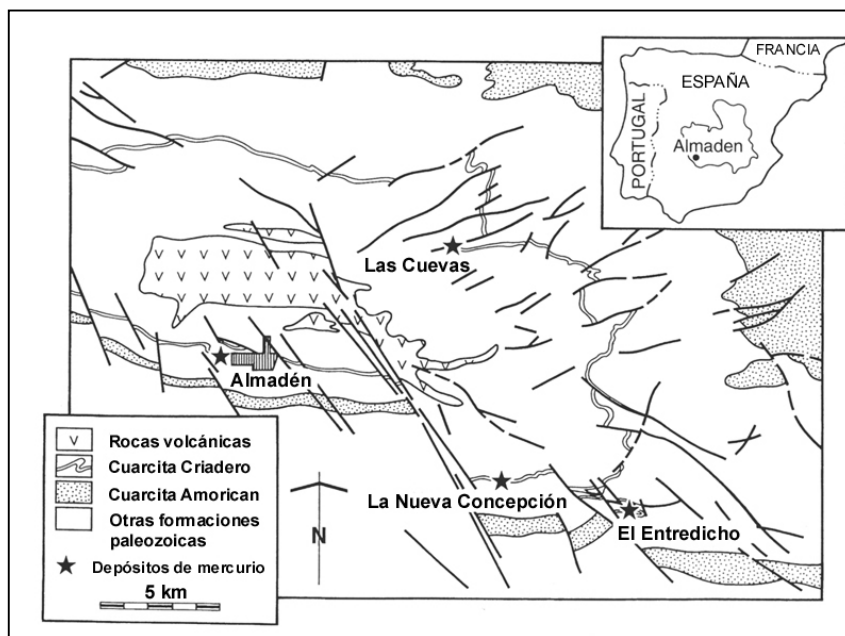 FRANCIA
ESPAÑA
PORTUGAL
Almaden
Las Cuevas
Almadén
La Nueva Concepción
El Entredicho
Rocas volcánicas
Cuarcita Criadero
Cuarcita Amorican
Otras formaciones
paleozoicas
Depósitos de mercurio
5 km
N